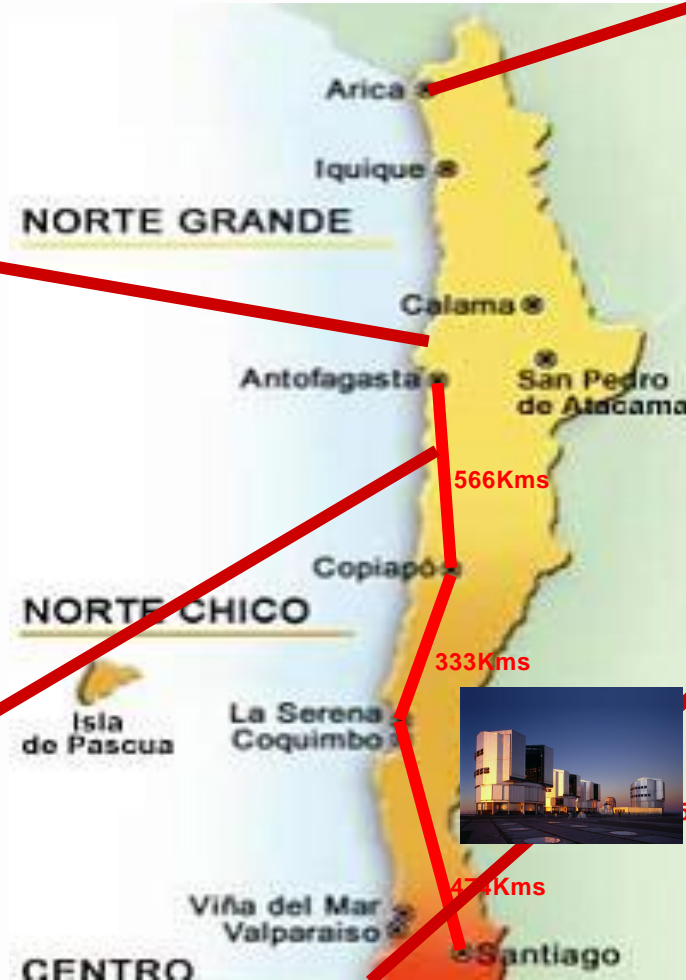 Arica
Iquique
NORTE GRANDE
Calama
Antofagasta
San Pedro
de Atacama
566Kms
Copiapó
NORTE CHICO
333Kms
Isla
de Pascua
La Serena
Coquimbo
474Kms
Viña del Mar
Valparaiso
Santiago
CENTRO